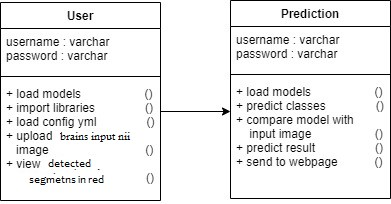 User
username : varchar
password : varchar
+ load models ()
+ import libraries ()
+ load config yml ()
+ upload brains input nii
image ()
+ view detected
segmetns in red ()
Prediction
username : varchar
password : varchar
+ load models ()
+ predict classes ()
+ compare model with
input image ()
+ predict result ()
+ send to webpage ()